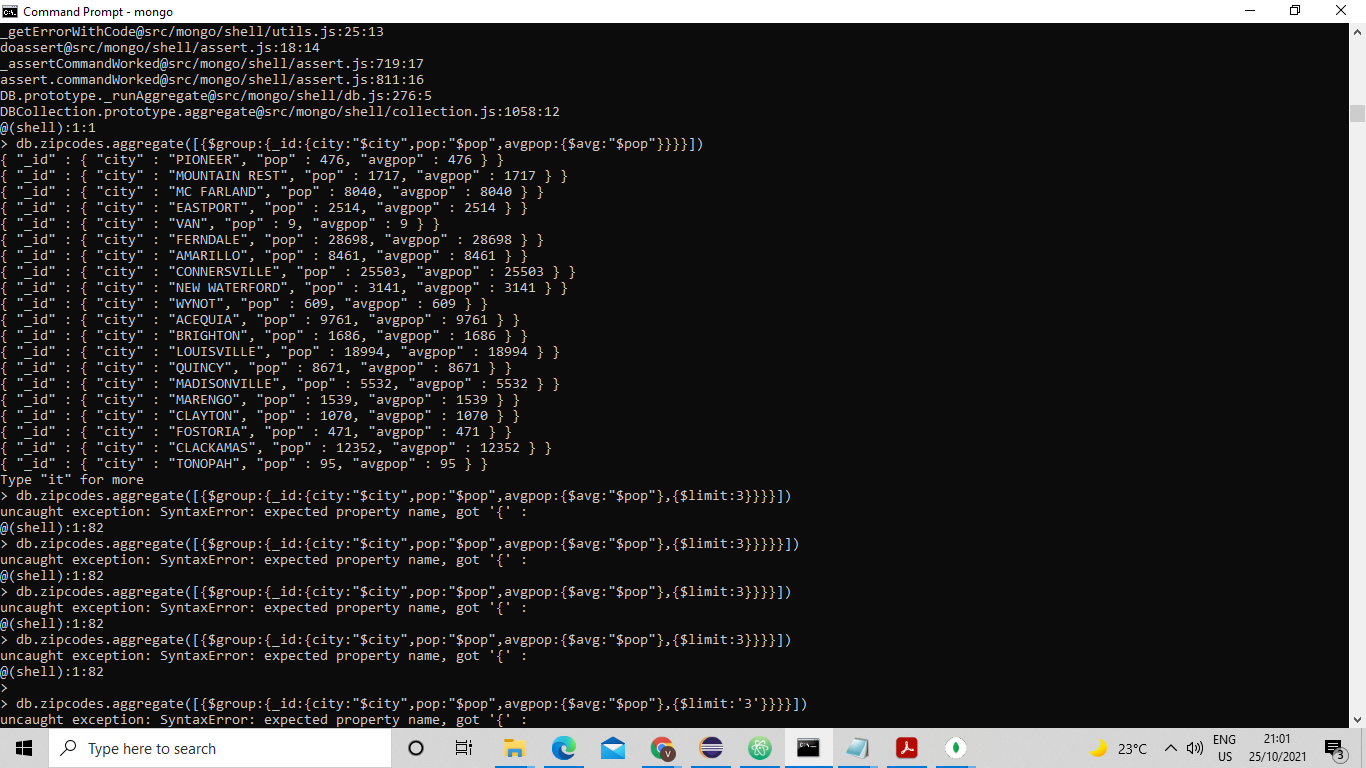 Command Prompt - mongo
_getErrorWithCode@src/mongo/shell/utils.js:25:13
doassert@src/mongo/shell/assert.js:18:14
_assertCommandWorked@src/mongo/shell/assert.js:719:17
assert.commandWorked@src/mongo/shell/assert.js:811:16
DB.prototype._runAggregate@src/mongo/shell/db.js:276:5
DBCollection.prototype.aggregate@src/mongo/shell/collection.js:1058:12
@(shell):1:1
> db.zipcodes.aggregate([{$group:{_id:{city:"$city",pop:"$pop",avgpop:{$avg:"$pop"}}}}])
{ "_id" : { "city" : "PIONEER", "pop" : 476, "avgpop" : 476 } }
{ "_id" : { "city" : "MOUNTAIN REST", "pop" : 1717, "avgpop" : 1717 } }
{ "_id" : { "city" : "MC FARLAND", "pop" : 8040, "avgpop" : 8040 } }
{ "_id" : { "city" : "EASTPORT", "pop" : 2514, "avgpop" : 2514 } }
{ "_id" : { "city" : "VAN", "pop" : 9, "avgpop" : 9 } }
{ "_id" : { "city" : "FERNDALE", "pop" : 28698, "avgpop" : 28698 } }
{ "_id" : { "city" : "AMARILLO", "pop" : 8461, "avgpop" : 8461 } }
{ "_id" : { "city" : "CONNERSVILLE", "pop" : 25503, "avgpop" : 25503 } }
{ "_id" : { "city" : "NEW WATERFORD", "pop" : 3141, "avgpop" : 3141 } }
{ "_id" : { "city" : "WYNOT", "pop" : 609, "avgpop" : 609 } }
{ "_id" : { "city" : "ACEQUIA", "pop" : 9761, "avgpop" : 9761 } }
{ "_id" : { "city" : "BRIGHTON", "pop" : 1686, "avgpop" : 1686 } }
{ "_id" : { "city" : "LOUISVILLE", "pop" : 18994, "avgpop" : 18994 } }
{ "_id" : { "city" : "QUINCY", "pop" : 8671, "avgpop" : 8671 } }
{ "_id" : { "city" : "MADISONVILLE", "pop" : 5532, "avgpop" : 5532 } }
{ "_id" : { "city" : "MARENGO", "pop" : 1539, "avgpop" : 1539 } }
{ "_id" : { "city" : "CLAYTON", "pop" : 1070, "avgpop" : 1070 } }
{ "_id" : { "city" : "FOSTORIA", "pop" : 471, "avgpop" : 471 } }
{ "_id" : { "city" : "CLACKAMAS", "pop" : 12352, "avgpop" : 12352 } }
{ "_id" : { "city" : "TONOPAH", "pop" : 95, "avgpop" : 95 } }
Type "it" for more
> db.zipcodes.aggregate([{$group:{_id:{city:"$city",pop:"$pop",avgpop:{$avg:"$pop"},{$limit:3}}}}])
uncaught exception: SyntaxError: expected property name, got '{' :
@(shell):1:82
> db.zipcodes.aggregate([{$group:{_id:{city:"$city",pop:"$pop",avgpop:{$avg:"$pop"},{$limit:3}}}}}])
uncaught exception: SyntaxError: expected property name, got '{' :
@(shell):1:82
> db.zipcodes.aggregate([{$group:{_id:{city:"$city",pop:"$pop",avgpop:{$avg:"$pop"},{$limit:3}}}}])
uncaught exception: SyntaxError: expected property name, got '{' :
@(shell):1:82
> db.zipcodes.aggregate([{$group:{_id:{city:"$city",pop:"$pop",avgpop:{$avg:"$pop"},{$limit:3}}}}])
uncaught exception: SyntaxError: expected property name, got '{' :
@(shell):1:82
>
> db.zipcodes.aggregate([{$group:{_id:{city:"$city",pop:"$pop",avgpop:{$avg:"$pop"},{$limit:'3'}}}}])
uncaught exception: SyntaxError: expected property name, got '{' :
Type here to search
23°C
ENG
US
21:01
25/10/2021
3